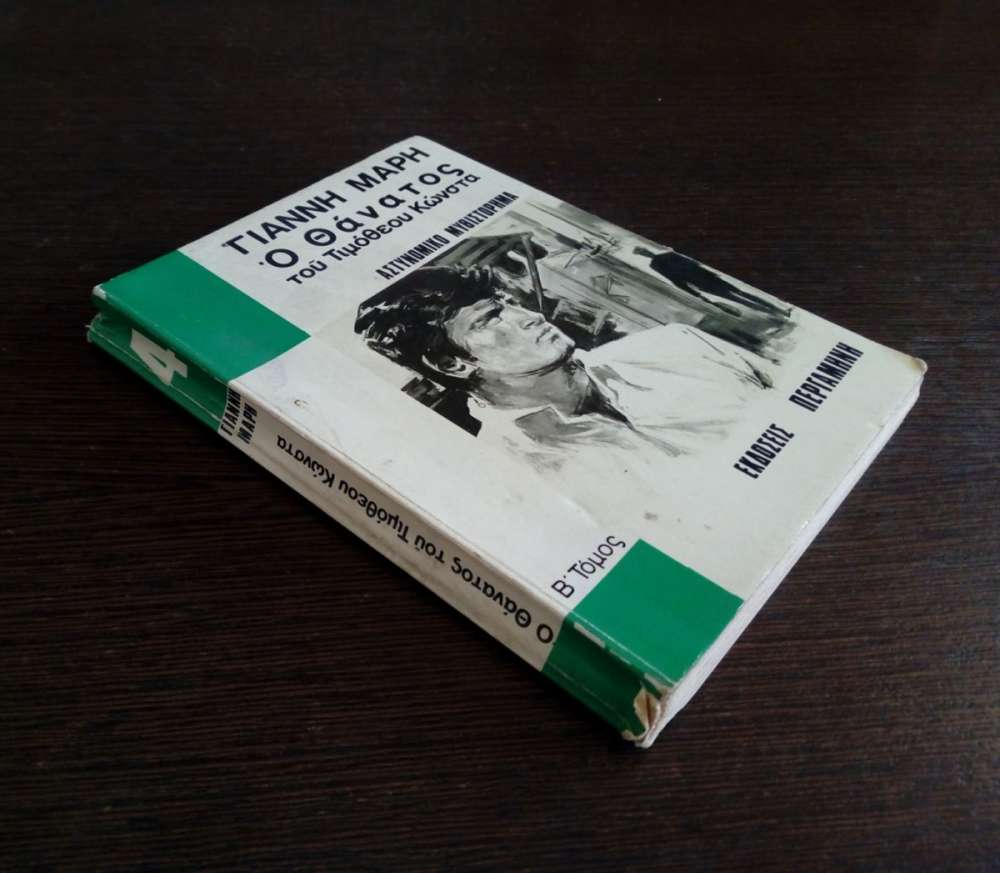 ΓΙΑΝΝΗ ΜΑΡΗ
Ὁ Θάνατος
τοῦ Τιμόθεου Κώνστα
ΑΣΤΥΝΟΜΙΚΟ ΜΥΘΙΣΤΟΡΗΜΑ
ΕΚΔΟΣΕΙΣ ΠΕΡΓΑΜΗΝΗ
Β΄. Τόμος
4
ΓΙΑΝΝΗ
ΜΑΡΗ
Ὁ Θάνατος τοῦ Τιμόθεου Κώνστα